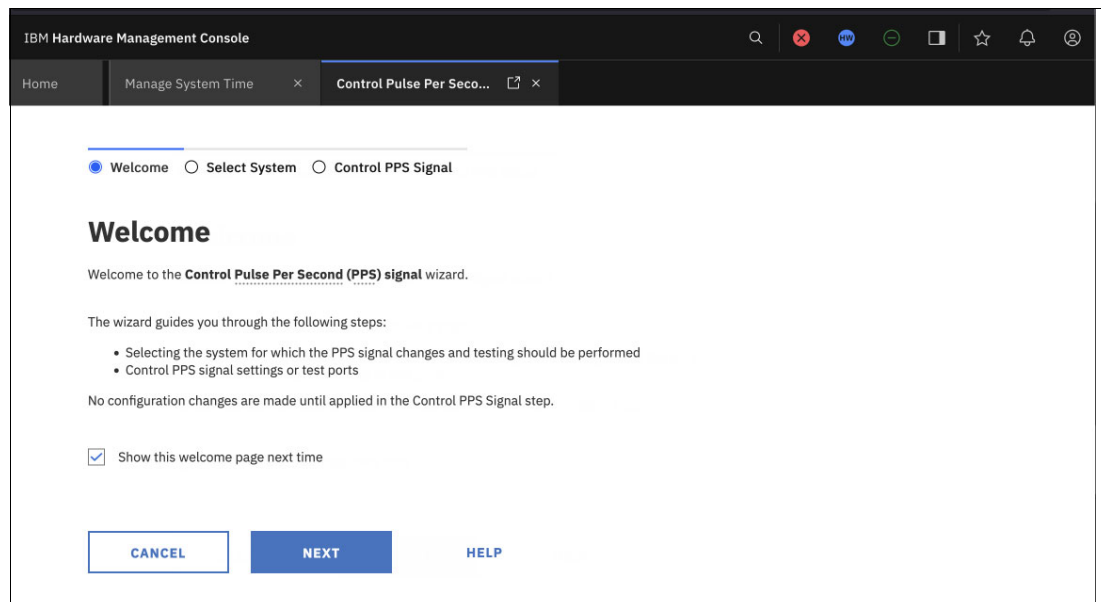 IBM Hardware Management Console
HW
Home
Manage System Time
Control Pulse Per Seco...
Welcome
Select System
Control PPS Signal
Welcome
Welcome to the Control Pulse Per Second (PPS) signal wizard.
The wizard guides you through the following steps:
• Selecting the system for which the PPS signal changes and testing should be performed
• Control PPS signal settings or test ports
No configuration changes are made until applied in the Control PPS Signal step.
Show this welcome page next time
CANCEL
NEXT
HELP